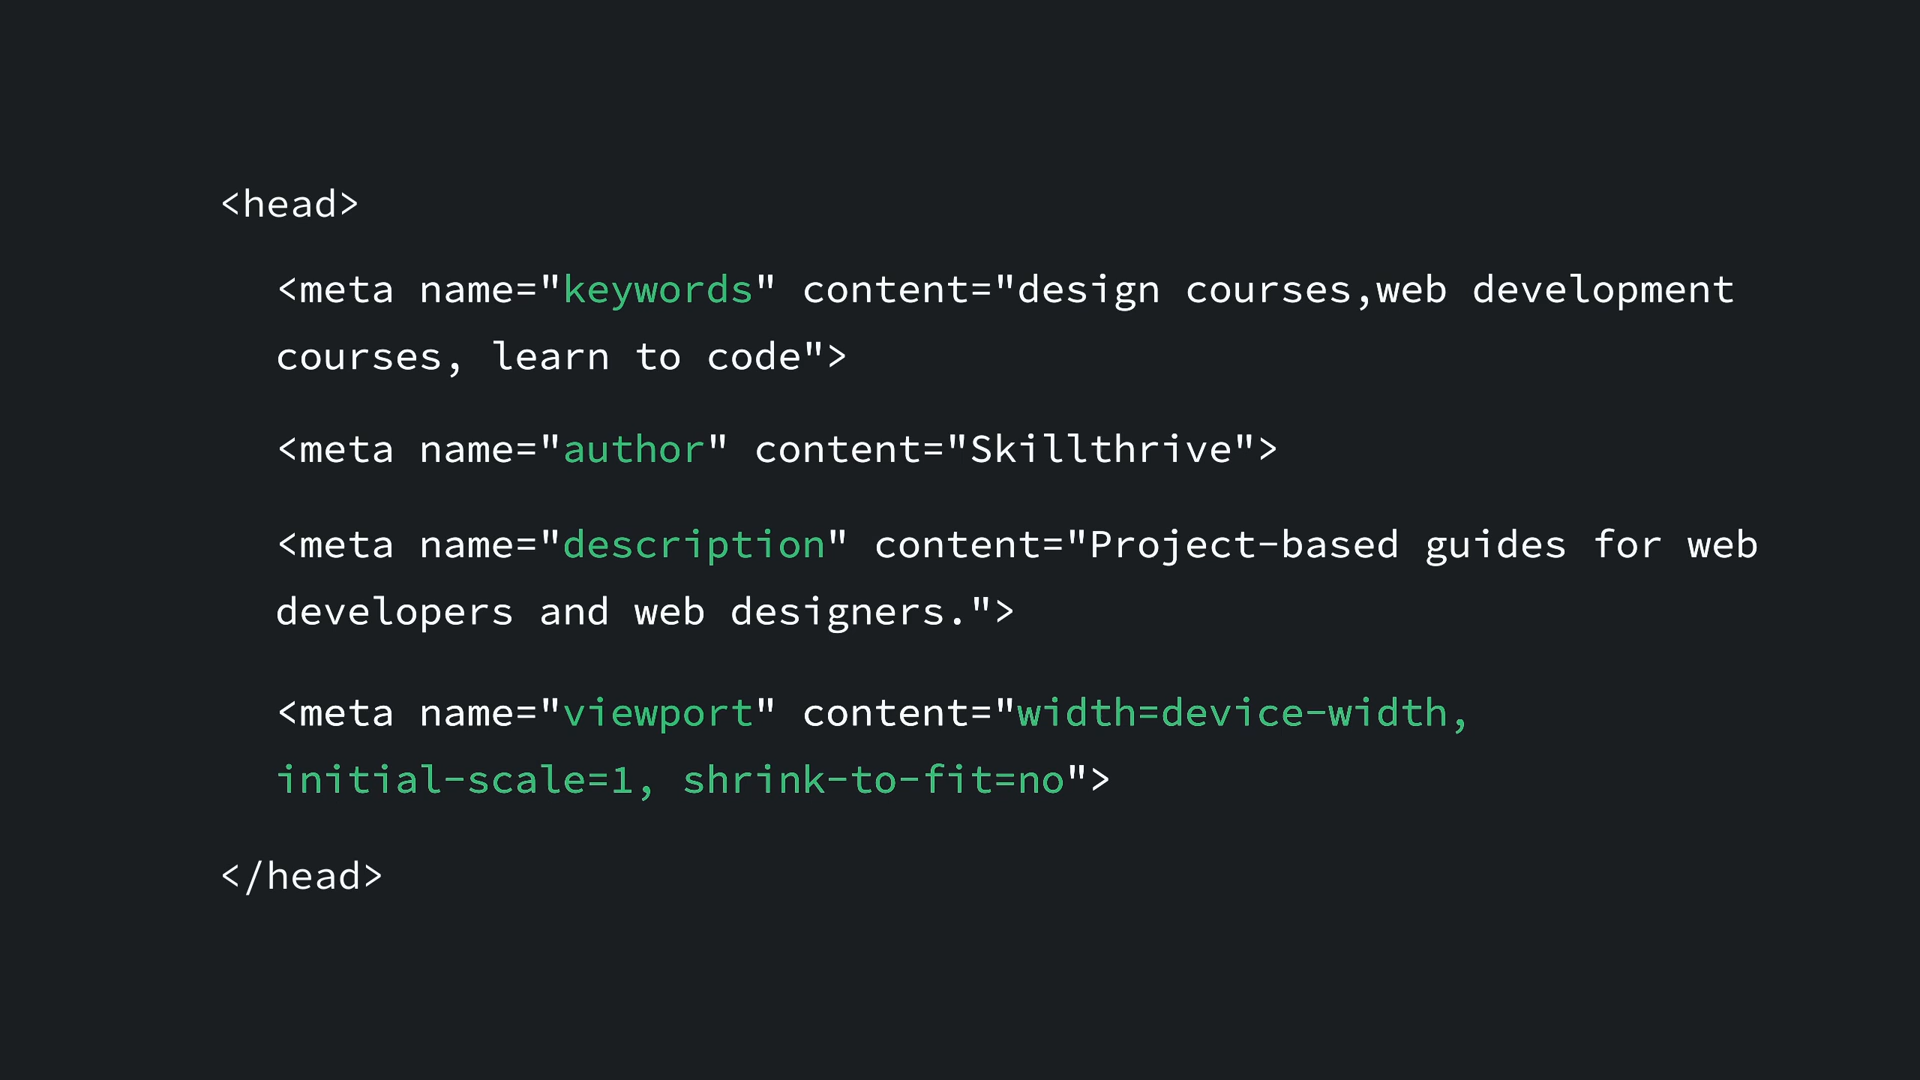 <head>
<meta name="keywords" content="design courses,web development
courses, learn to code">
<meta name="author" content="Skillthrive">
<meta name="description" content="Project-based guides for web
developers and web designers.">
<meta name="viewport" content="width=device-width,
initial-scale=1, shrink-to-fit=no">
</head>